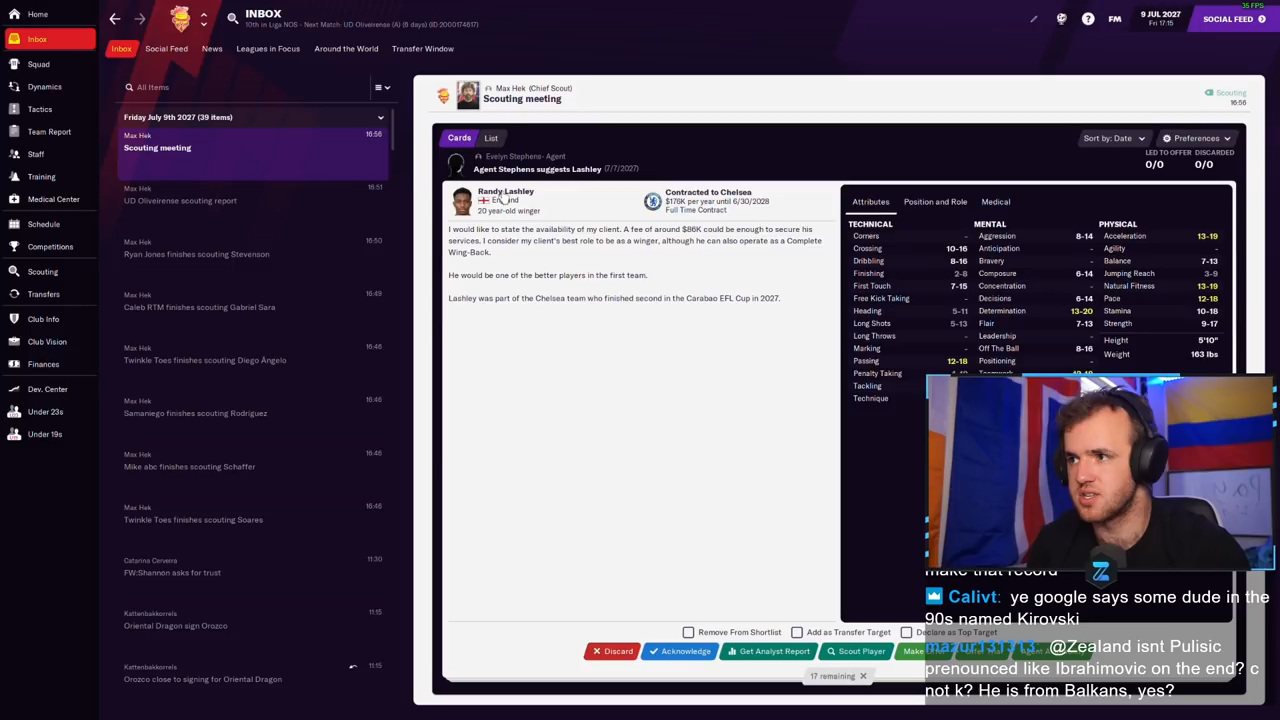 36 FPS
Home
Inbox
Squad
Dynamics
Tactics
Team Report
Staff
Training
Medical Center
Schedule
Competitions
Scouting
Transfers
Club Info
Club Vision
Finances
Dev. Center
Under 23s
Under 19s
INBOX
10th in Liga NOS - Next Match: UD Oliveirense (A) (8 days) (ID:2000174617)
FM
9 JUL 2027
Fri 17:15
SOCIAL FEED
Inbox Social Feed News Leagues in Focus Around the World Transfer Window
All Items
Friday July 9th 2027 (39 items)
Max Hek 16:56
Scouting meeting
Max Hek 16:51
UD Oliveirense scouting report
Max Hek 16:50
Ryan Jones finishes scouting Stevenson
Max Hek 16:49
Caleb RTM finishes scouting Gabriel Sara
Max Hek 16:46
Twinkle Toes finishes scouting Diego Ângelo
Max Hek 16:46
Samaniego finishes scouting Rodríguez
Max Hek 16:46
Mike abc finishes scouting Schaffer
Max Hek 16:46
Twinkle Toes finishes scouting Soares
Catarina Cerveira 11:30
FW:Shannon asks for trust
Kattenbakkorrels 11:15
Oriental Dragon sign Orozco
Kattenbakkorrels 11:15
Orozco close to signing for Oriental Dragon
Max Hek (Chief Scout)
Scouting meeting
Scouting
16:56
Cards List
Sort by: Date
Preferences
Evelyn Stephens- Agent
Agent Stephens suggests Lashley (7/7/2027)
LED TO OFFER DISCARDED
0/0 0/0
Randy Lashley
20 year-old winger
Contracted to Chelsea
$176K per year until 6/30/2028
Full Time Contract
I would like to state the availability of my client. A fee of around $86K could be enough to secure his
services. I consider my client's best role to be as a winger, although he can also operate as a Complete
Wing-Back.
He would be one of the better players in the first team.
Lashley was part of the Chelsea team who finished second in the Carabao EFL Cup in 2027.
Attributes Position and Role Medical
TECHNICAL MENTAL PHYSICAL
Corners - Aggression 8-14 Acceleration 13-19
Crossing 10-16 Anticipation - Agility -
Dribbling 8-16 Bravery - Balance 7-13
Finishing 2-8 Composure 6-14 Jumping Reach 3-9
First Touch 7-15 Concentration - Natural Fitness 13-19
Free Kick Taking - Decisions 6-14 Pace 12-18
Heading 5-11 Determination 13-20 Stamina 10-18
Long Shots 5-13 Flair 7-13 Strength 9-17
Long Throws - Leadership - Height 5'10"
Marking - Off The Ball 8-16 Weight 163 lbs
Passing 12-18 Positioning -
Penalty Taking
Tackling
Technique
Remove From Shortlist Add as Transfer Target Declare as Top Target
Discard Acknowledge Get Analyst Report Scout Player
17 remaining
make that record
Calivt: ye google says some dude in the
90s named Kirovski
mazur131713: @Zealand isnt Pulisic
prenounced like Ibrahimovic on the end? c
not k? He is from Balkans, yes?